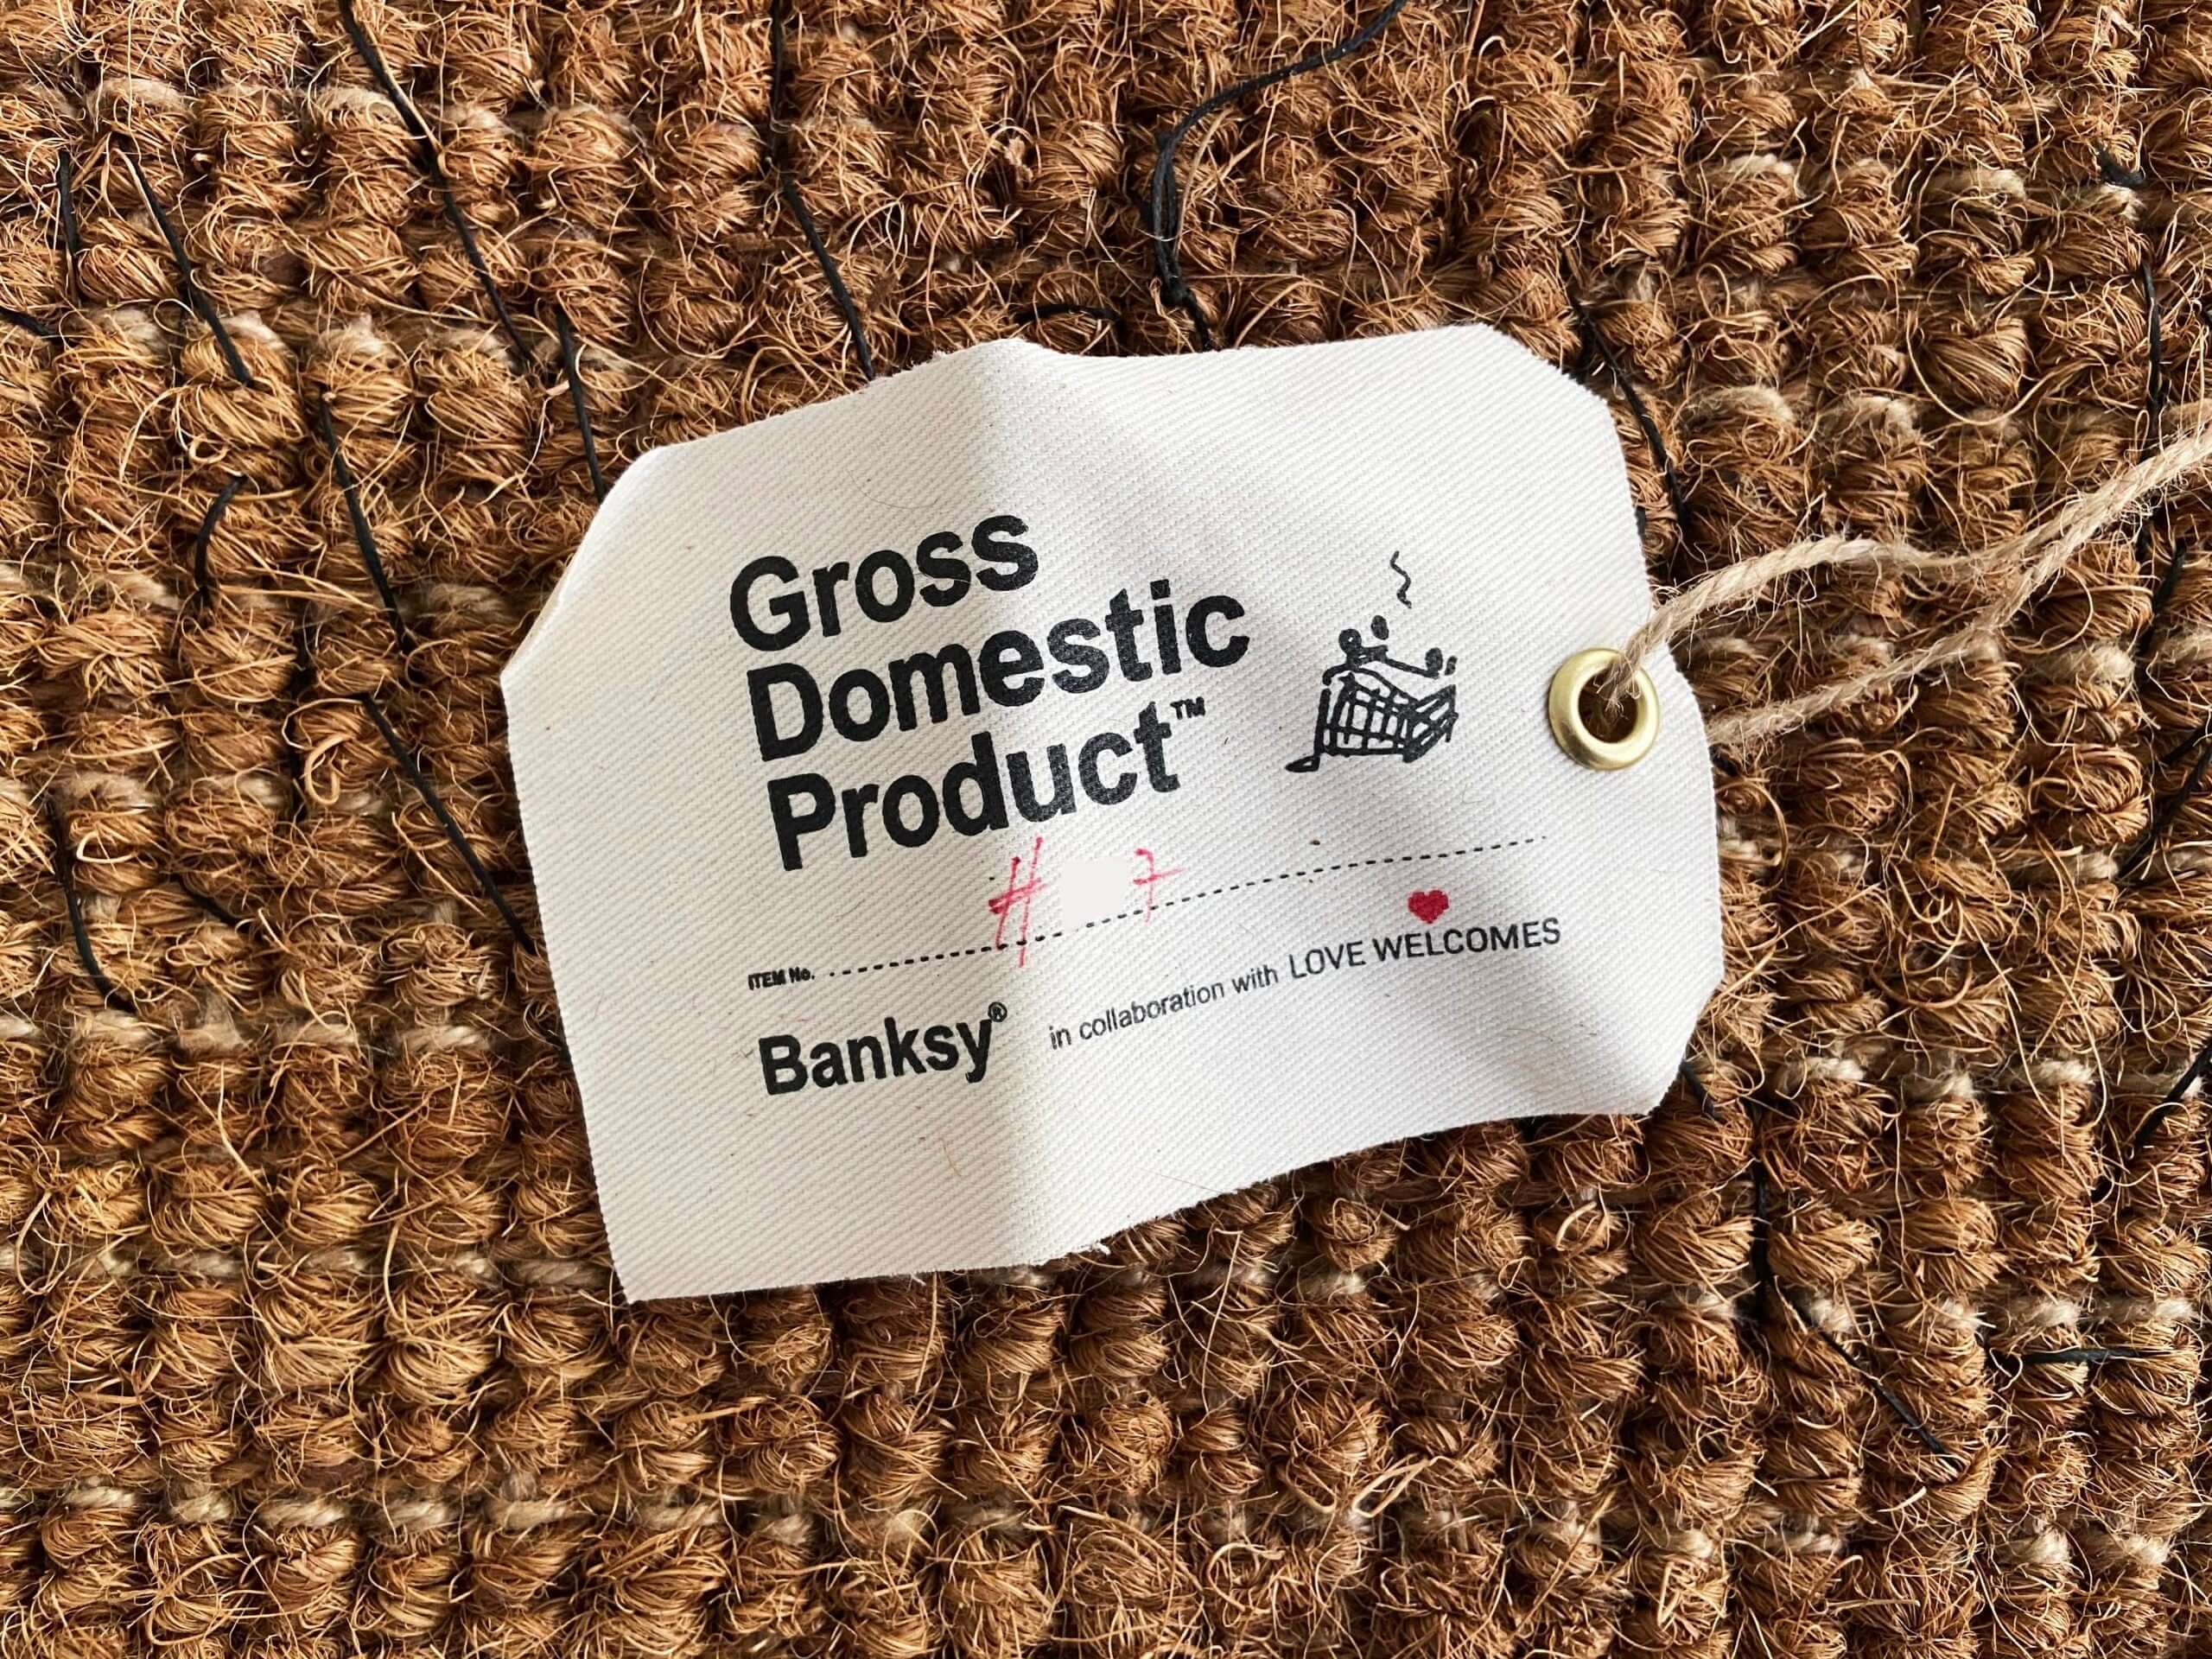 Gross
Domestic
Product™
# 7
ITEM No.
Banksy® in collaboration with LOVE WELCOMES